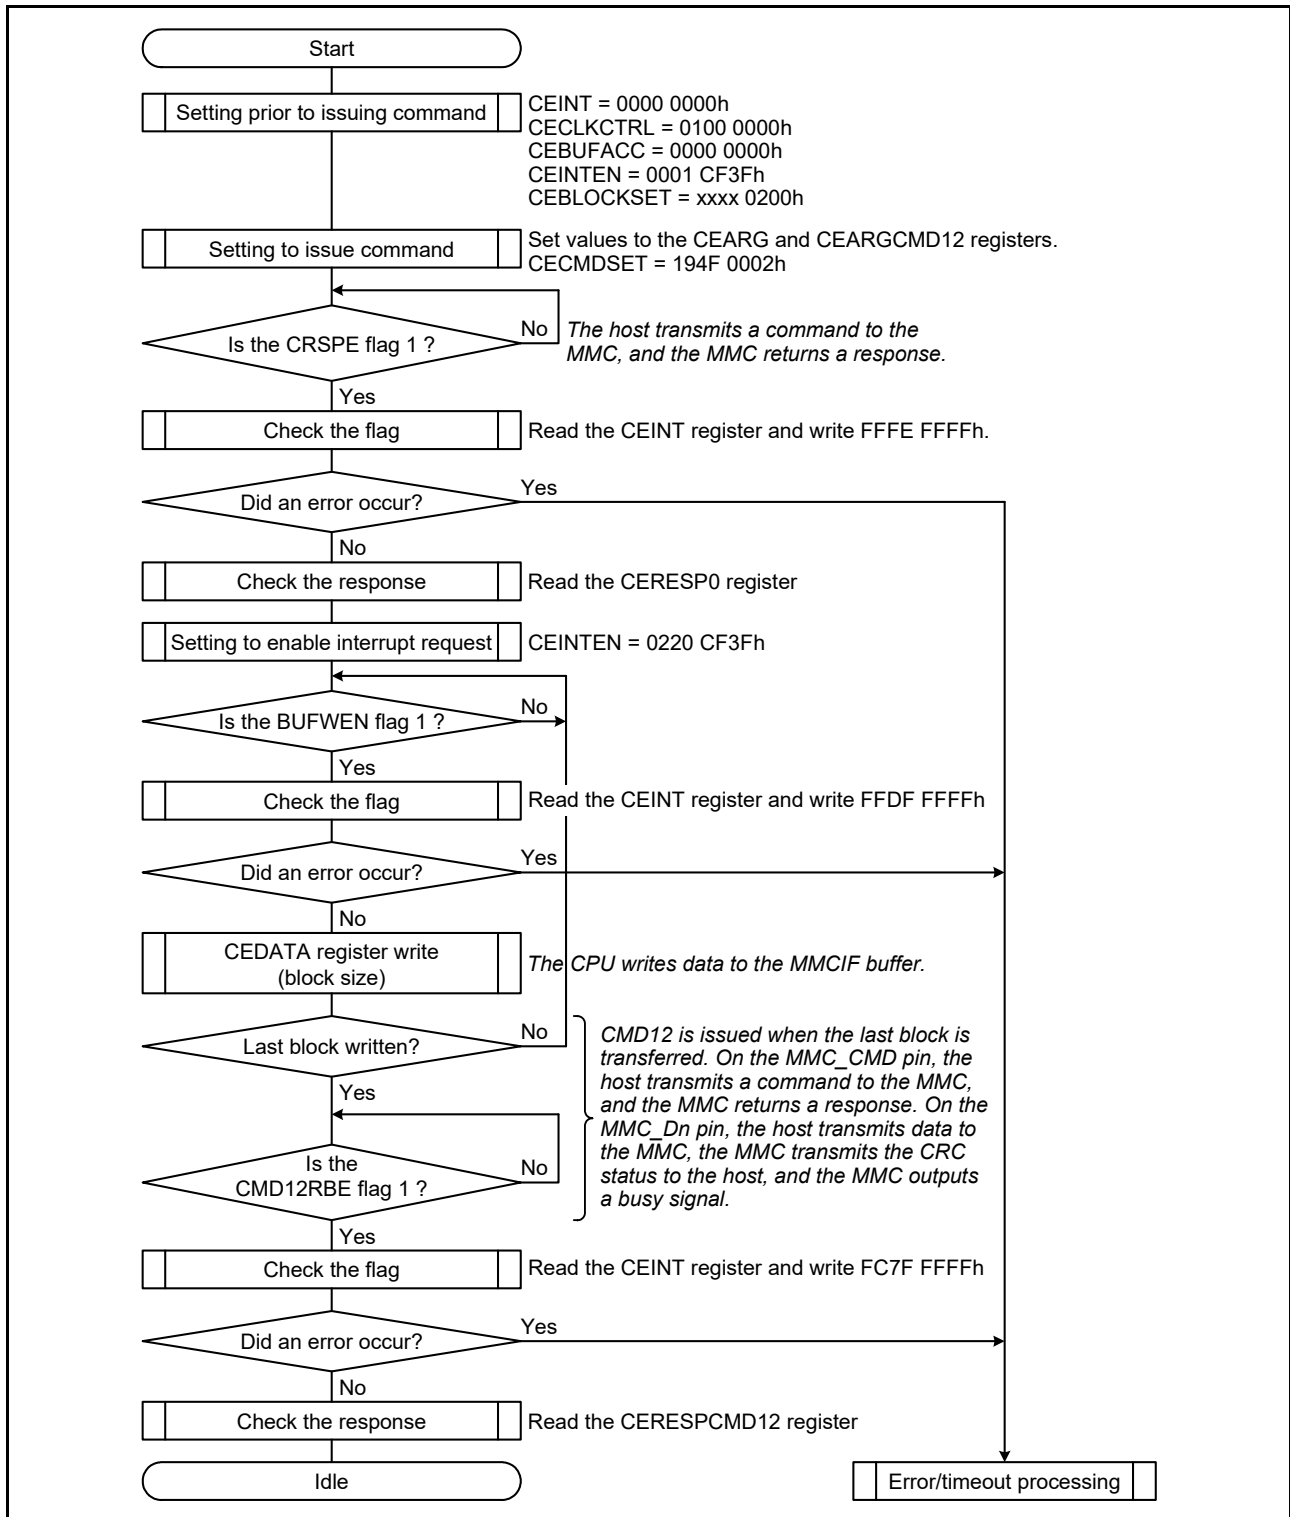 Start
Setting prior to issuing command
CEINT = 0000 0000h
CECLKCTRL = 0100 0000h
CEBUFACC = 0000 0000h
CEINTEN = 0001 CF3Fh
CEBLOCKSET = xxxx 0200h
Setting to issue command
Set values to the CEARG and CEARGCMD12 registers.
CECMDSET = 194F 0002h
Is the CRSPE flag 1 ?
No
The host transmits a command to the
MMC, and the MMC returns a response.
Yes
Check the flag
Read the CEINT register and write FFFE FFFFh.
Did an error occur?
Yes
No
Check the response
Read the CERESP0 register
Setting to enable interrupt request
CEINTEN = 0220 CF3Fh
Is the BUFWEN flag 1 ?
No
Yes
Check the flag
Read the CEINT register and write FFDF FFFFh
Did an error occur?
Yes
No
CEDATA register write
(block size)
The CPU writes data to the MMCIF buffer.
Last block written?
No
Yes
CMD12 is issued when the last block is
transferred. On the MMC_CMD pin, the
host transmits a command to the MMC,
and the MMC returns a response. On the
MMC_Dn pin, the host transmits data to
the MMC, the MMC transmits the CRC
status to the host, and the MMC outputs
a busy signal.
Is the
CMD12RBE flag 1 ?
No
Yes
Check the flag
Read the CEINT register and write FC7F FFFFh
Did an error occur?
Yes
No
Check the response
Read the CERESPCMD12 register
Idle
Error/timeout processing